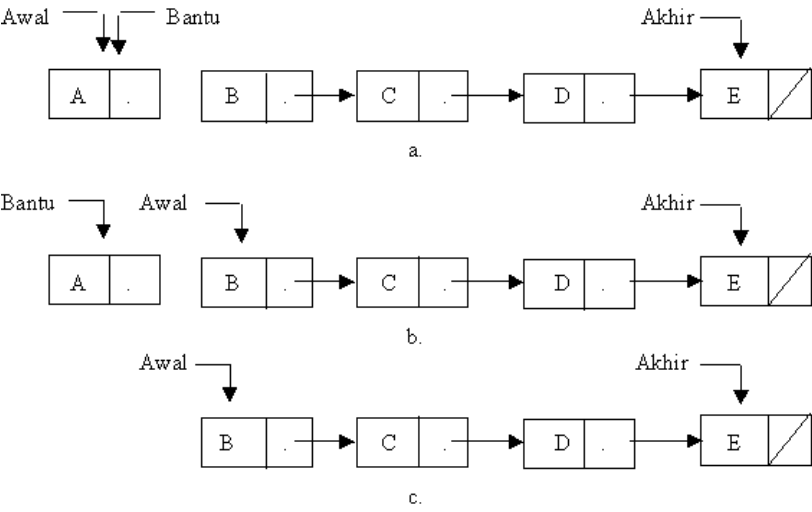 Awal Bantu Akhir
A B C D E
a.
Bantu Awal Akhir
A B C D E
b.
Awal Akhir
B C D E
c.